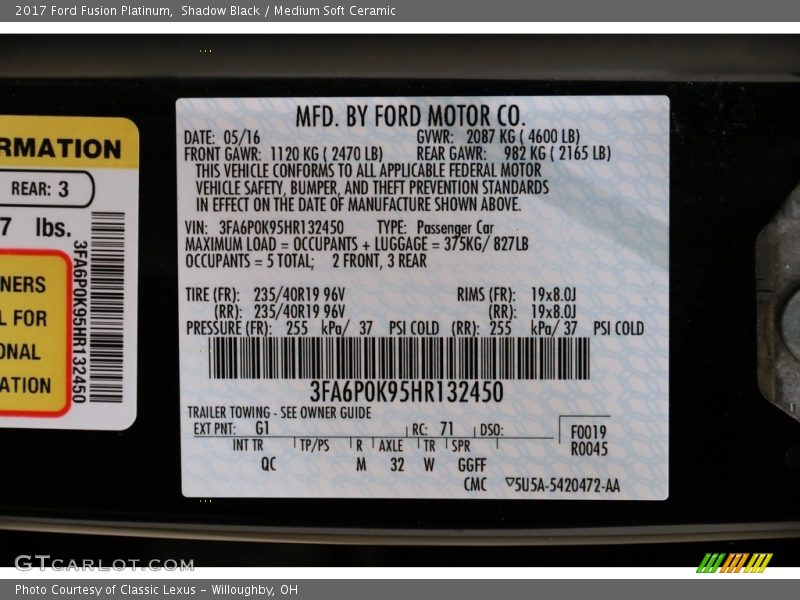 2017 Ford Fusion Platinum, Shadow Black / Medium Soft Ceramic
RMATION
REAR: 3
7 lbs.
NERS
L FOR
ONAL
ATION
3FA6P0K95HR132450
MFD. BY FORD MOTOR CO.
DATE: 05/16 GVWR: 2087 KG ( 4600 LB)
FRONT GAWR: 1120 KG ( 2470 LB) REAR GAWR: 982 KG ( 2165 LB)
THIS VEHICLE CONFORMS TO ALL APPLICABLE FEDERAL MOTOR
VEHICLE SAFETY, BUMPER, AND THEFT PREVENTION STANDARDS
IN EFFECT ON THE DATE OF MANUFACTURE SHOWN ABOVE.
VIN: 3FA6P0K95HR132450 TYPE: Passenger Car
MAXIMUM LOAD = OCCUPANTS + LUGGAGE = 375KG/ 827LB
OCCUPANTS = 5 TOTAL; 2 FRONT, 3 REAR
TIRE (FR): 235/40R19 96V RIMS (FR): 19x8.0J
(RR): 235/40R19 96V (RR): 19x8.0J
PRESSURE (FR): 255 kPa/ 37 PSI COLD (RR): 255 kPa/ 37 PSI COLD
3FA6P0K95HR132450
TRAILER TOWING - SEE OWNER GUIDE
EXT PNT: G1 RC: 71 DSO: F0019
R0045
INT TR TP/PS R AXLE TR SPR
QC M 32 W GGFF
CMC ▽5U5A-5420472-AA
GTCARLOT.COM
Photo Courtesy of Classic Lexus - Willoughby, OH